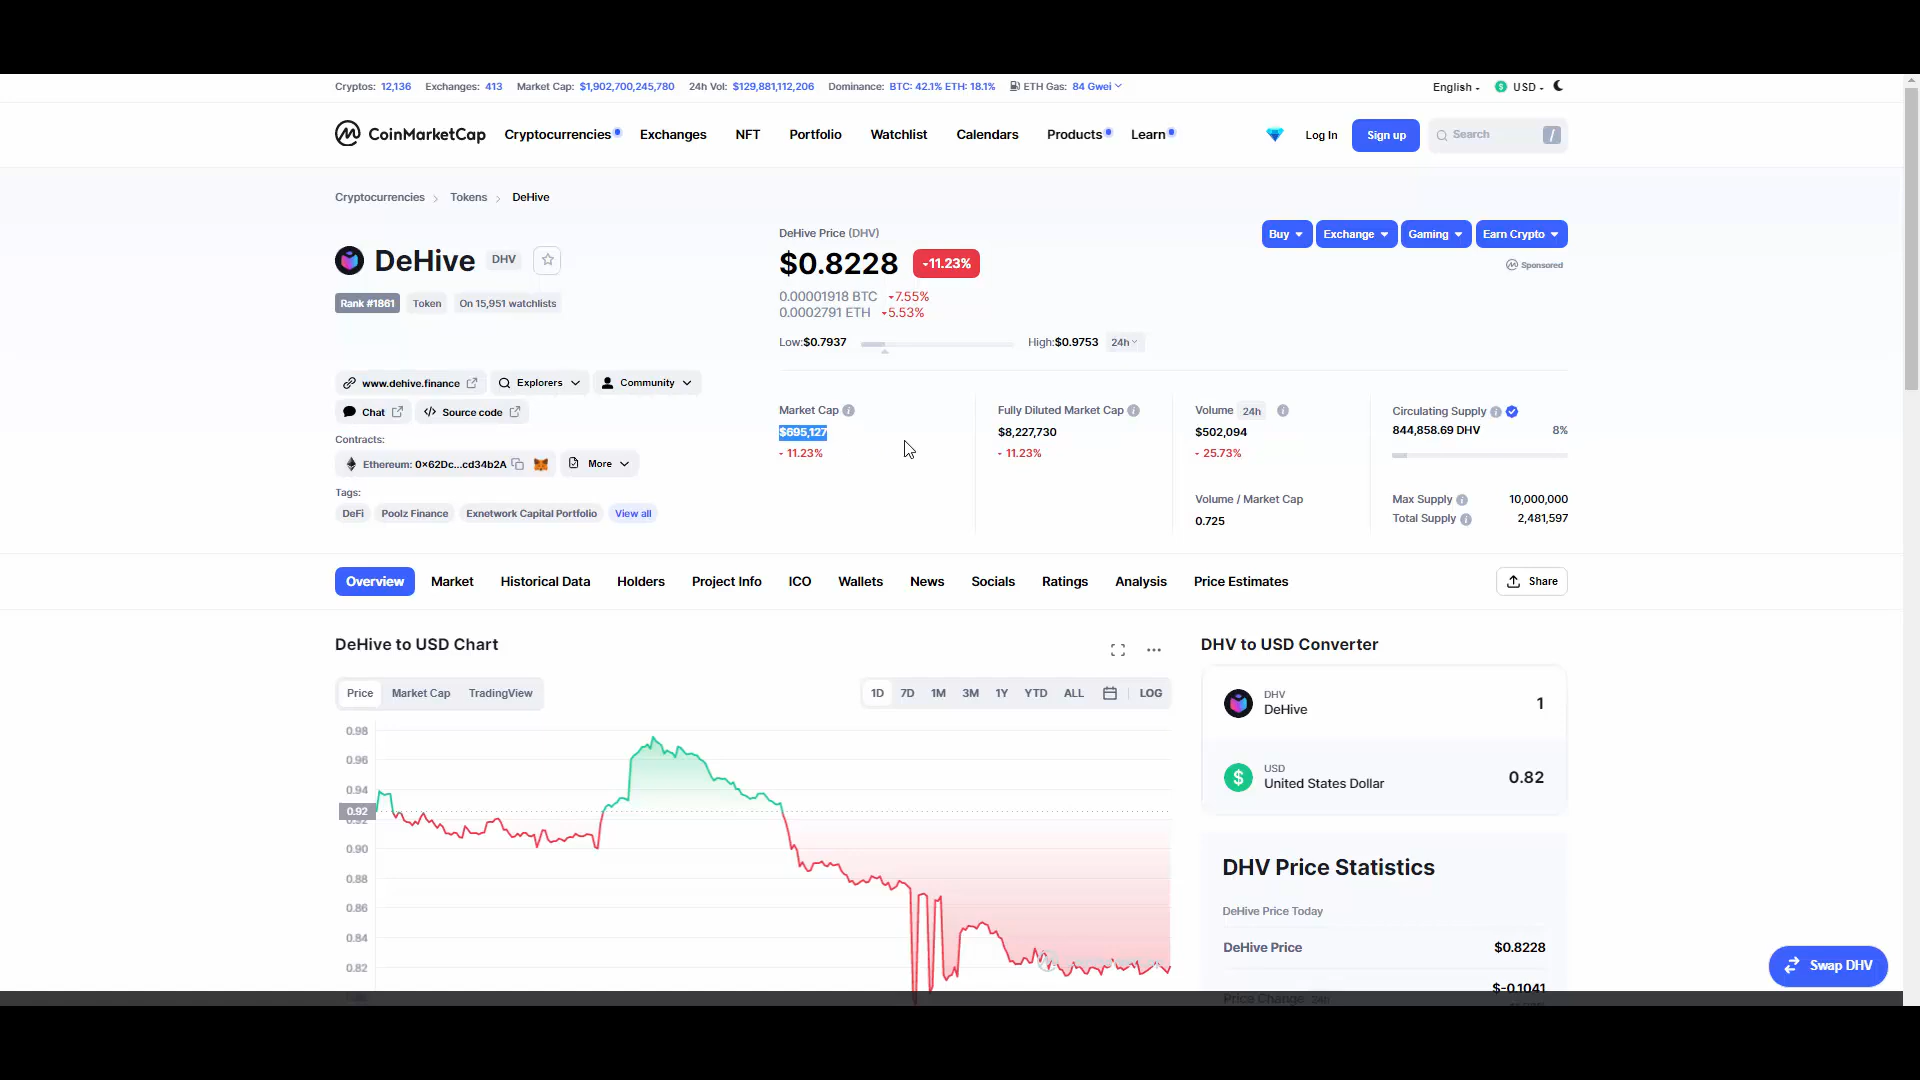 Cryptos: 12,136 Exchanges: 413 Market Cap: $1,902,700,245,780 24h Vol: $129,881,112,206 Dominance: BTC: 42.1% ETH: 18.1% ETH Gas: 84 Gwei English USD
CoinMarketCap Cryptocurrencies Exchanges NFT Portfolio Watchlist Calendars Products Learn Log In Sign up Search /
Cryptocurrencies > Tokens > DeHive
DeHive DHV
Rank #1861 Token On 15,951 watchlists
www.dehive.finance Explorers Community
Chat Source code
Contracts:
Ethereum: 0x62Dc...cd34b2A More
Tags:
DeFi Poolz Finance Exnetwork Capital Portfolio View all
DeHive Price (DHV)
$0.8228 -11.23%
0.00001918 BTC 7.55%
0.0002791 ETH 5.53%
Low:$0.7937 High:$0.9753 24h
Buy Exchange Gaming Earn Crypto
Sponsored
Market Cap
$695,127
- 11.23%
Fully Diluted Market Cap
$8,227,730
- 11.23%
Volume 24h
$502,094
- 25.73%
Volume / Market Cap
0.725
Circulating Supply
844,858.69 DHV 8%
Max Supply 10,000,000
Total Supply 2,481,597
Overview Market Historical Data Holders Project Info ICO Wallets News Socials Ratings Analysis Price Estimates Share
DeHive to USD Chart
Price Market Cap TradingView 1D 7D 1M 3M 1Y YTD ALL LOG
0.98
0.96
0.94
0.92
0.90
0.88
0.86
0.84
0.82
DHV to USD Converter
DHV
DeHive 1
USD
United States Dollar 0.82
DHV Price Statistics
DeHive Price Today
DeHive Price $0.8228
Price Change 24h $-0.1041
Swap DHV